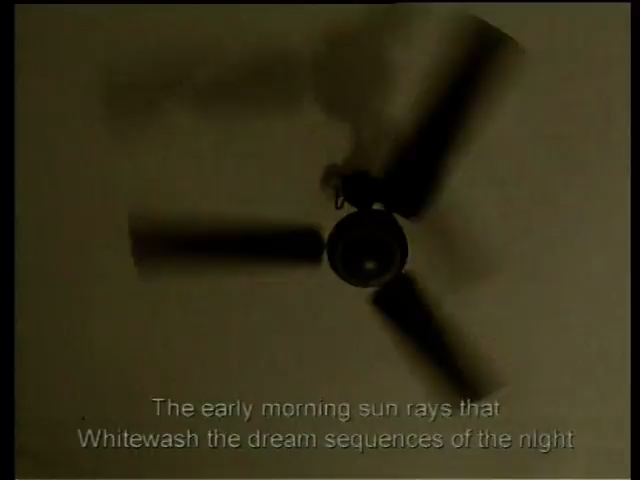 The early morning sun rays that
Whitewash the dream sequences of the night